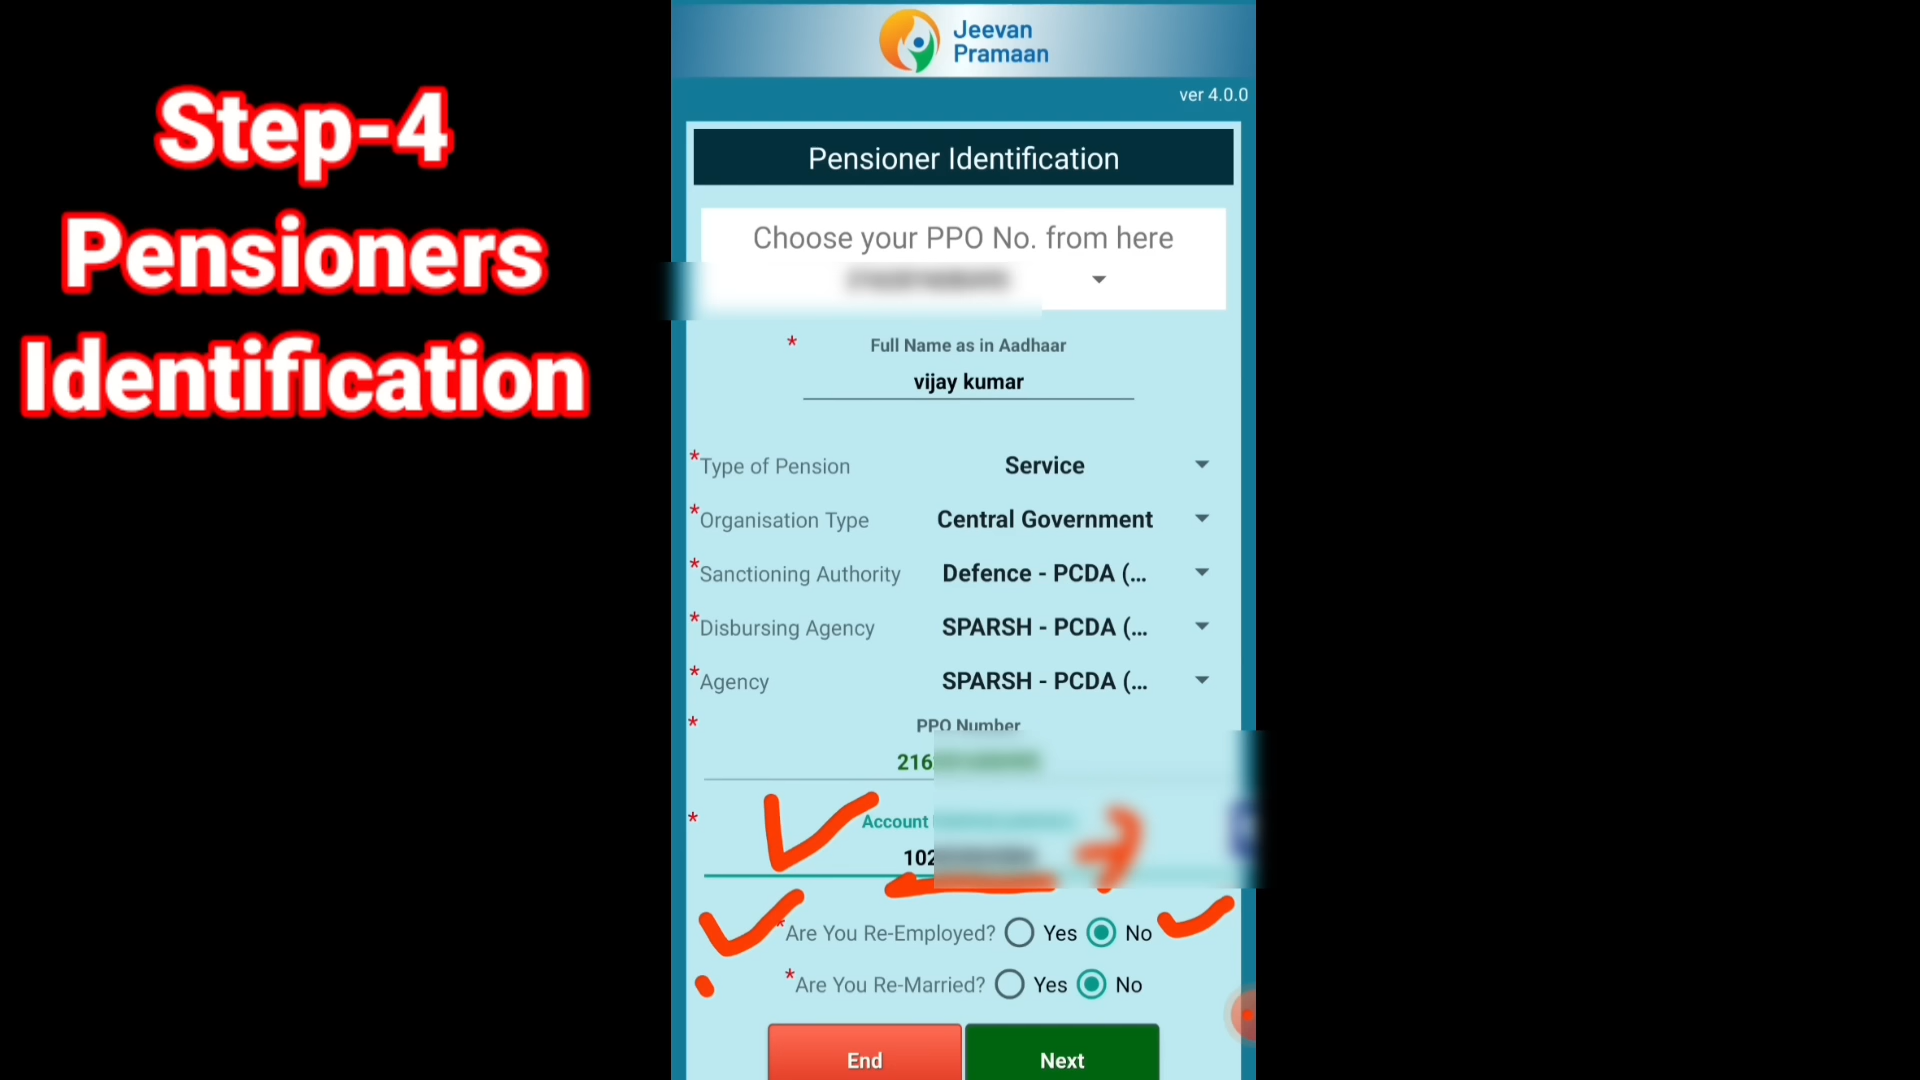 Step-4
Pensioners
Identification
Jeevan
Pramaan
ver 4.0.0
Pensioner Identification
Choose your PPO No. from here
* Full Name as in Aadhaar
vijay kumar
*Type of Pension Service
*Organisation Type Central Government
*Sanctioning Authority Defence - PCDA (...
*Disbursing Agency SPARSH - PCDA (...
*Agency SPARSH - PCDA (...
* PPO Number
216
* Account
102
*Are You Re-Employed? Yes No
*Are You Re-Married? Yes No
End Next